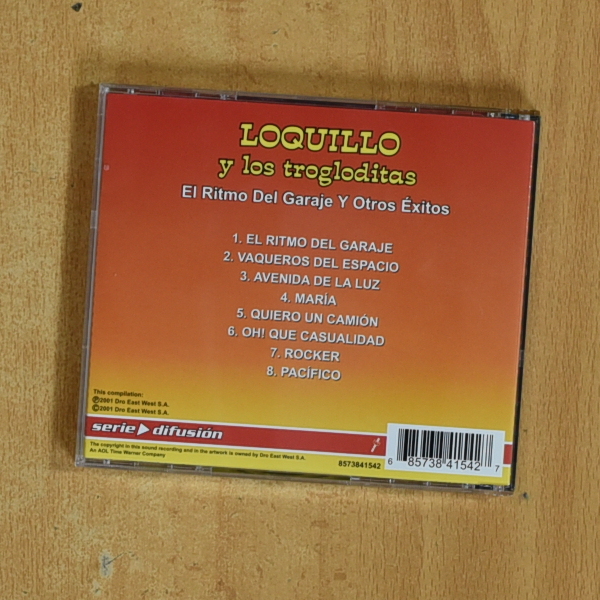 LOQUILLO
y los trogloditas
El Ritmo Del Garaje Y Otros Éxitos
1. EL RITMO DEL GARAJE
2. VAQUEROS DEL ESPACIO
3. AVENIDA DE LA LUZ
4. MARÍA
5. QUIERO UN CAMIÓN
6. OH! QUE CASUALIDAD
7. ROCKER
8. PACÍFICO
This compilation:
Ⓟ2001 Dro East West S.A.
©2001 Dro East West S.A.
serie difusión
The copyright in this sound recording and in the artwork is owned by Dro East West S.A.
An AOL Time Warner Company
8573841542
6 85738 41542 7